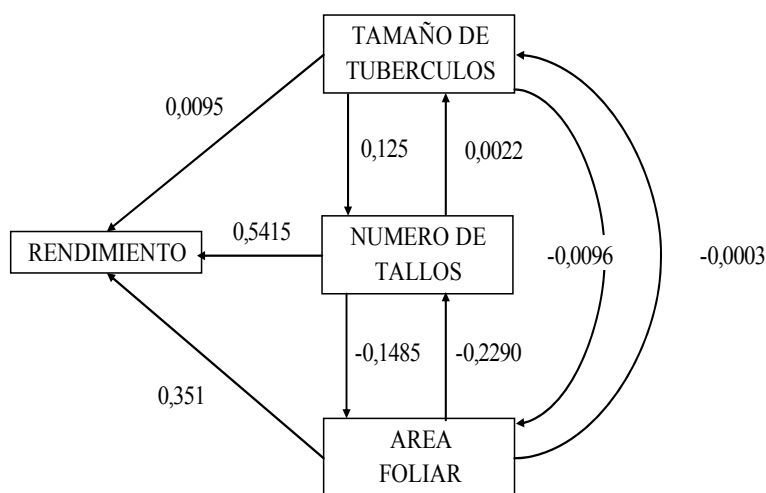 TAMAÑO DE
TUBERCULOS
0,0095
0,125
0,0022
RENDIMIENTO
0,5415
NUMERO DE
TALLOS
-0,0096
-0,0003
-0,1485
-0,2290
0,351
AREA
FOLIAR